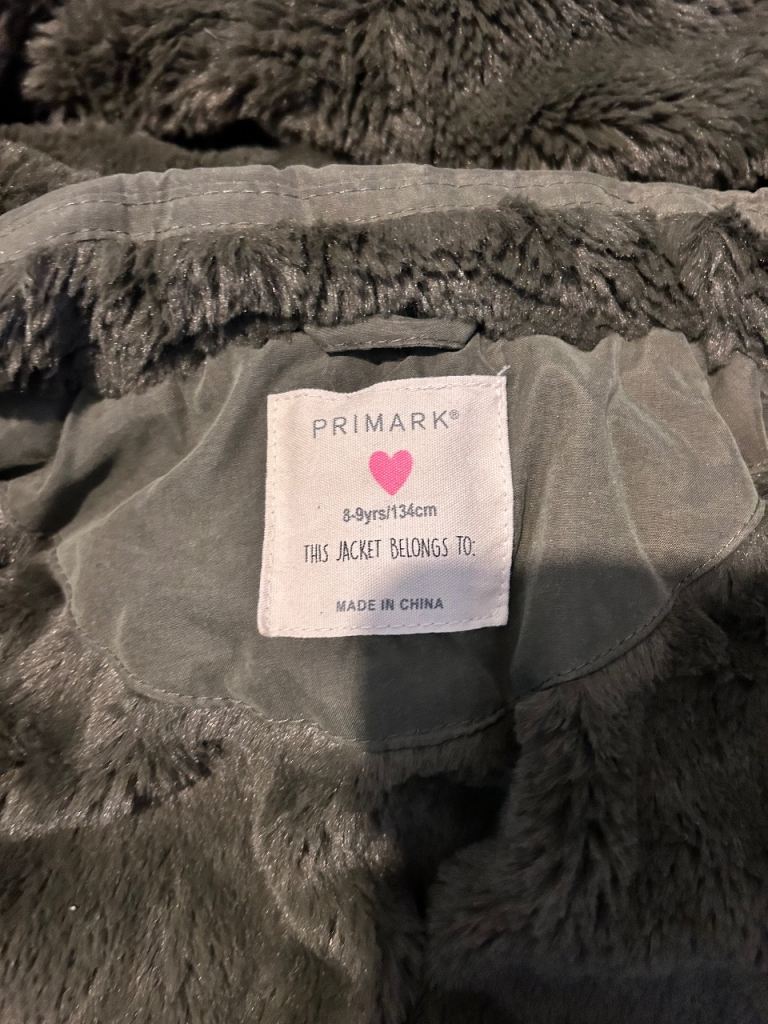 PRIMARK®
8-9yrs/134cm
THIS JACKET BELONGS TO:
MADE IN CHINA